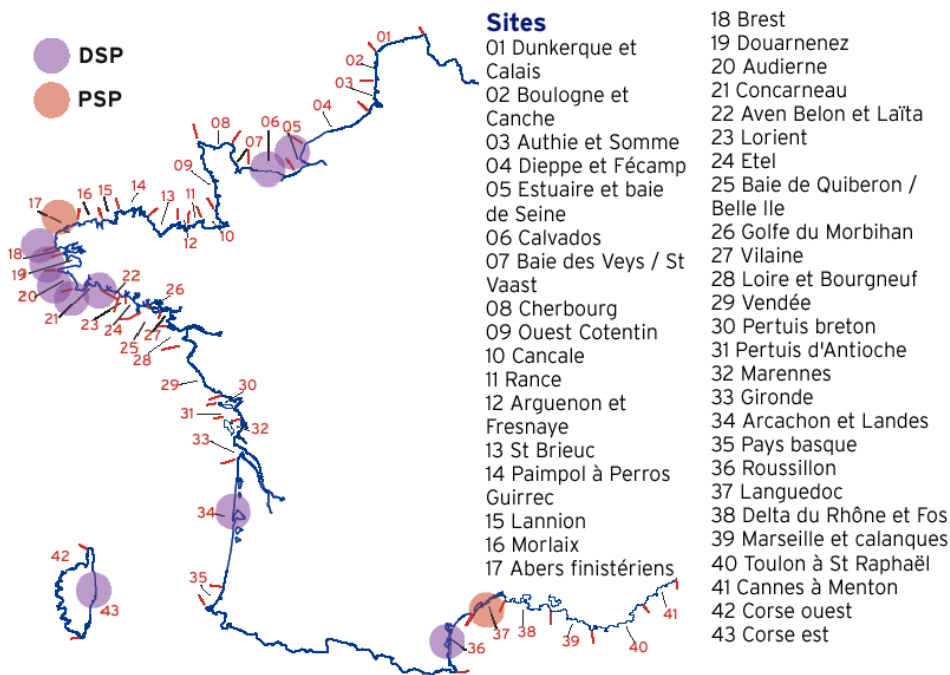 DSP
PSP
Sites
01 Dunkerque et
Calais
02 Boulogne et
Canche
03 Authie et Somme
04 Dieppe et Fécamp
05 Estuaire et baie
de Seine
06 Calvados
07 Baie des Veys / St
Vaast
08 Cherbourg
09 Ouest Cotentin
10 Cancale
11 Rance
12 Arguenon et
Fresnaye
13 St Brieuc
14 Paimpol à Perros
Guirrec
15 Lannion
16 Morlaix
17 Abers finistériens
18 Brest
19 Douarnenez
20 Audierne
21 Concarneau
22 Aven Belon et Laïta
23 Lorient
24 Etel
25 Baie de Quiberon /
Belle Ile
26 Golfe du Morbihan
27 Vilaine
28 Loire et Bourgneuf
29 Vendée
30 Pertuis breton
31 Pertuis d'Antioche
32 Marennes
33 Gironde
34 Arcachon et Landes
35 Pays basque
36 Roussillon
37 Languedoc
38 Delta du Rhône et Fos
39 Marseille et calanques
40 Toulon à St Raphaël
41 Cannes à Menton
42 Corse ouest
43 Corse est
01
02
03
04
05
06
07
08
09
10
11
12
13
14
15
16
17
18
19
20
21
22
23
24
25
26
27
28
29
30
31
32
33
34
35
36
37
38
39
40
41
42
43